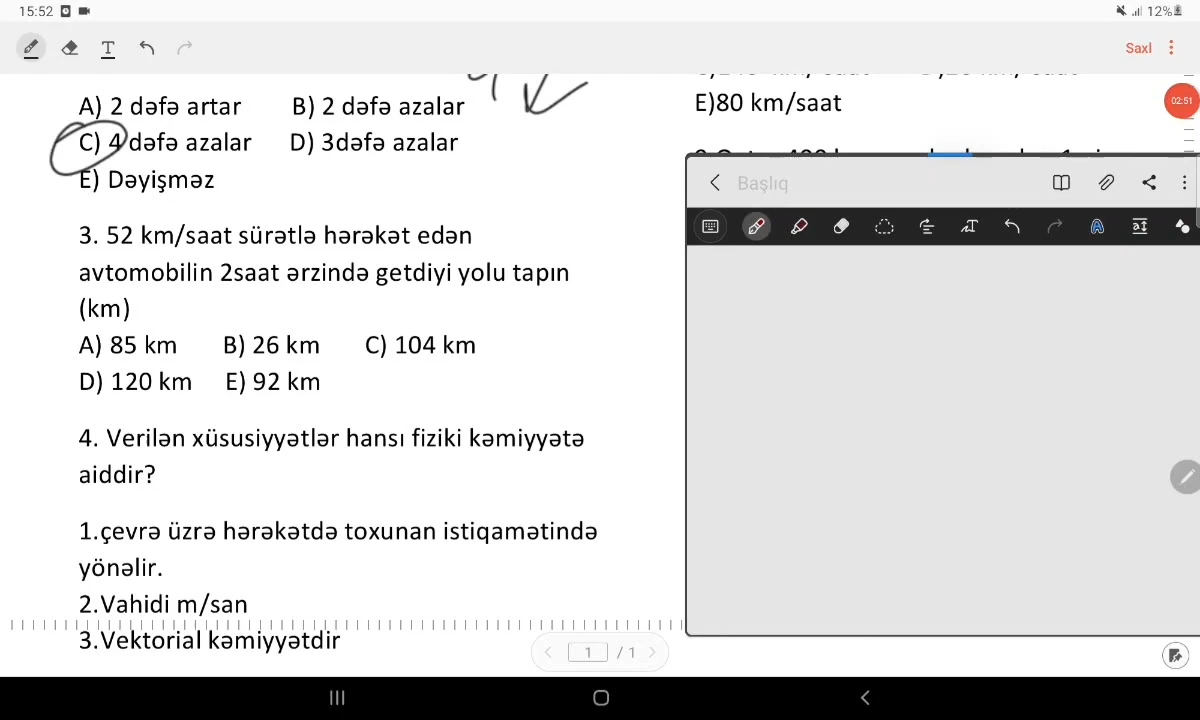 15:52
12%
Saxl
A) 2 dəfə artar B) 2 dəfə azalar
C) 4 dəfə azalar D) 3dəfə azalar
E) Dəyişməz
3. 52 km/saat sürətlə hərəkət edən
avtomobilin 2saat ərzində getdiyi yolu tapın
(km)
A) 85 km B) 26 km C) 104 km
D) 120 km E) 92 km
4. Verilən xüsusiyyətlər hansı fiziki kəmiyyətə
aiddir?
1.çevrə üzrə hərəkətdə toxunan istiqamətində
yönəlir.
2.Vahidi m/san
3.Vektorial kəmiyyətdir
1 / 1
E)80 km/saat
02:51
Başlıq